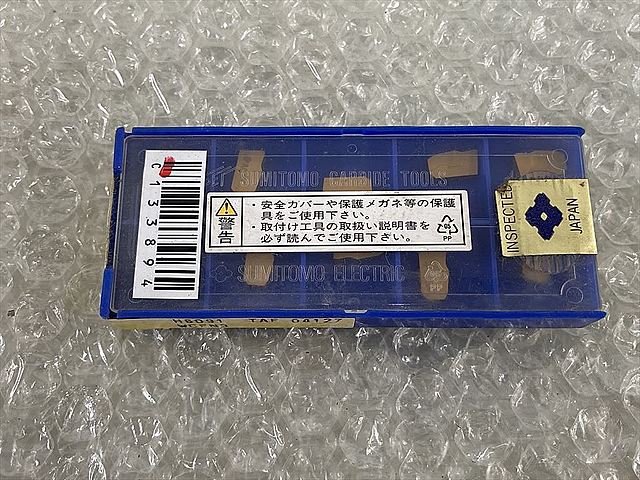 C133894
SUMITOMO CARBIDE TOOLS
警告
・安全カバーや保護メガネ等の保護
具をご使用下さい。
・取付け工具の取扱い説明書を
必ず読んでご使用下さい。
PP
INSPECTED
JAPAN
SUMITOMO ELECTRIC
PP